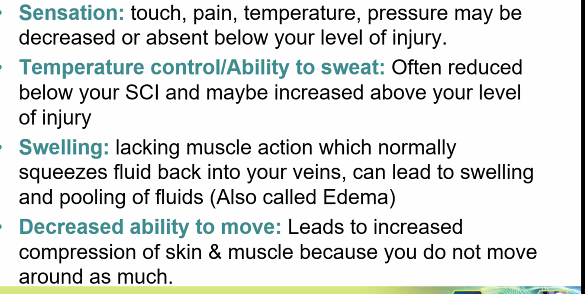 • Sensation: touch, pain, temperature, pressure may be
decreased or absent below your level of injury.
• Temperature control/Ability to sweat: Often reduced
below your SCI and maybe increased above your level
of injury
• Swelling: lacking muscle action which normally
squeezes fluid back into your veins, can lead to swelling
and pooling of fluids (Also called Edema)
• Decreased ability to move: Leads to increased
compression of skin & muscle because you do not move
around as much.